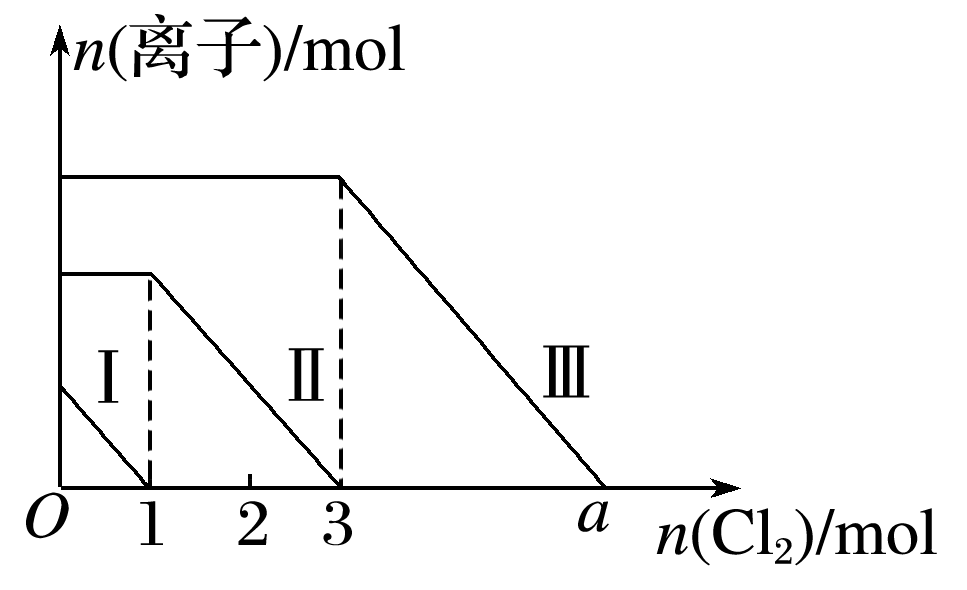 n(离子)/mol
Ⅰ Ⅱ Ⅲ
O 1 2 3 a
n(Cl₂)/mol